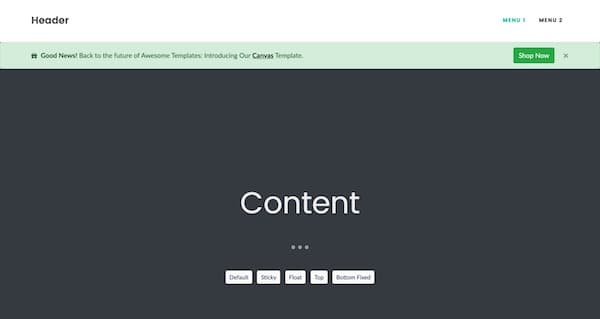 Header
MENU 1 MENU 2
Good News! Back to the future of Awesome Templates: Introducing Our Canvas Template.
Shop Now ×
Content
Default Sticky Float Top Bottom Fixed